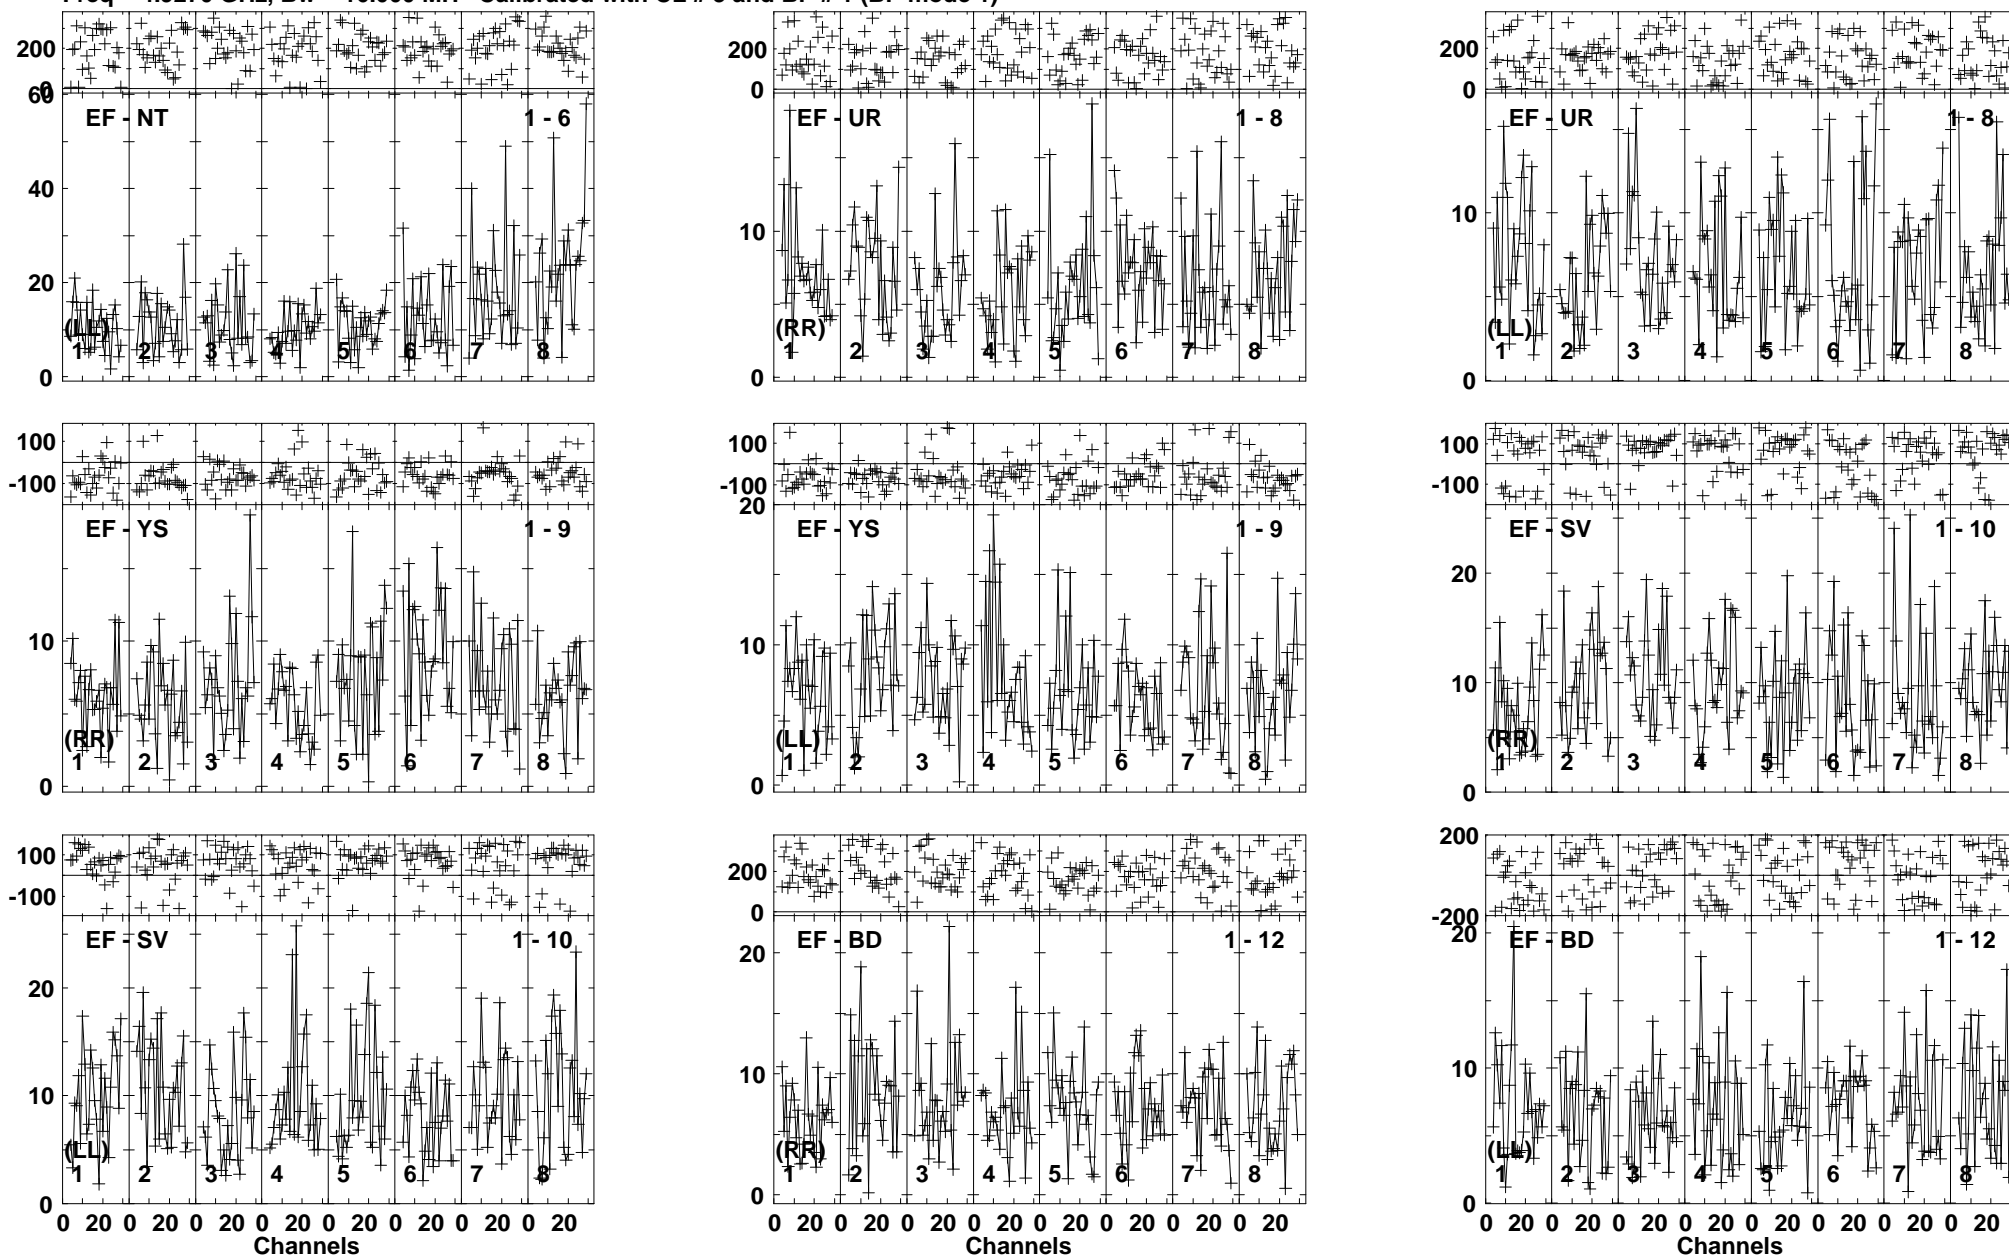 200 0 200 0 200 0
60 40 20 0 EF - NT 1 - 6 (LL) 1 2 3 4 5 6 7 8
10 0 EF - UR 1 - 8 (RR) 1 2 3 4 5 6 7 8
10 0 EF - UR 1 - 8 (LL) 1 2 3 4 5 6 7 8
100 -100 100 -100 100 -100
10 0 EF - YS 1 - 9 (RR) 1 2 3 4 5 6 7 8
20 10 0 EF - YS 1 - 9 (LL) 1 2 3 4 5 6 7 8
20 10 0 EF - SV 1 - 10 (RR) 1 2 3 4 5 6 7 8
100 -100 200 0 200 0 -200
20 10 0 EF - SV 1 - 10 (LL) 1 2 3 4 5 6 7 8
20 10 0 EF - BD 1 - 12 (RR) 1 2 3 4 5 6 7 8
20 10 0 EF - BD 1 - 12 (LL) 1 2 3 4 5 6 7 8
0 20 0 20 0 20 0 20 0 20 0 20 0 20 0 20
Channels
0 20 0 20 0 20 0 20 0 20 0 20 0 20 0 20
Channels
0 20 0 20 0 20 0 20 0 20 0 20 0 20 0 20
Channels